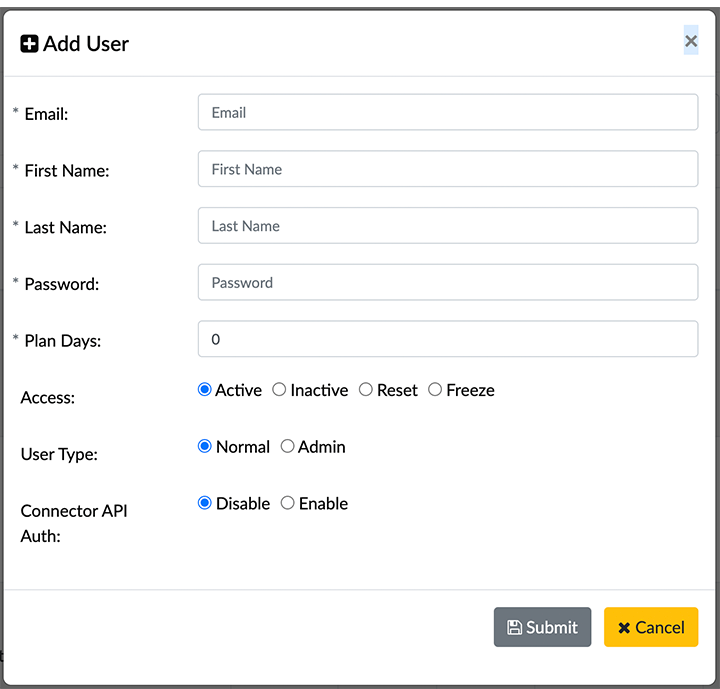 Add User
* Email:
Email
* First Name:
First Name
* Last Name:
Last Name
* Password:
Password
* Plan Days:
0
Access:
Active Inactive Reset Freeze
User Type:
Normal Admin
Connector API
Auth:
Disable Enable
Submit Cancel